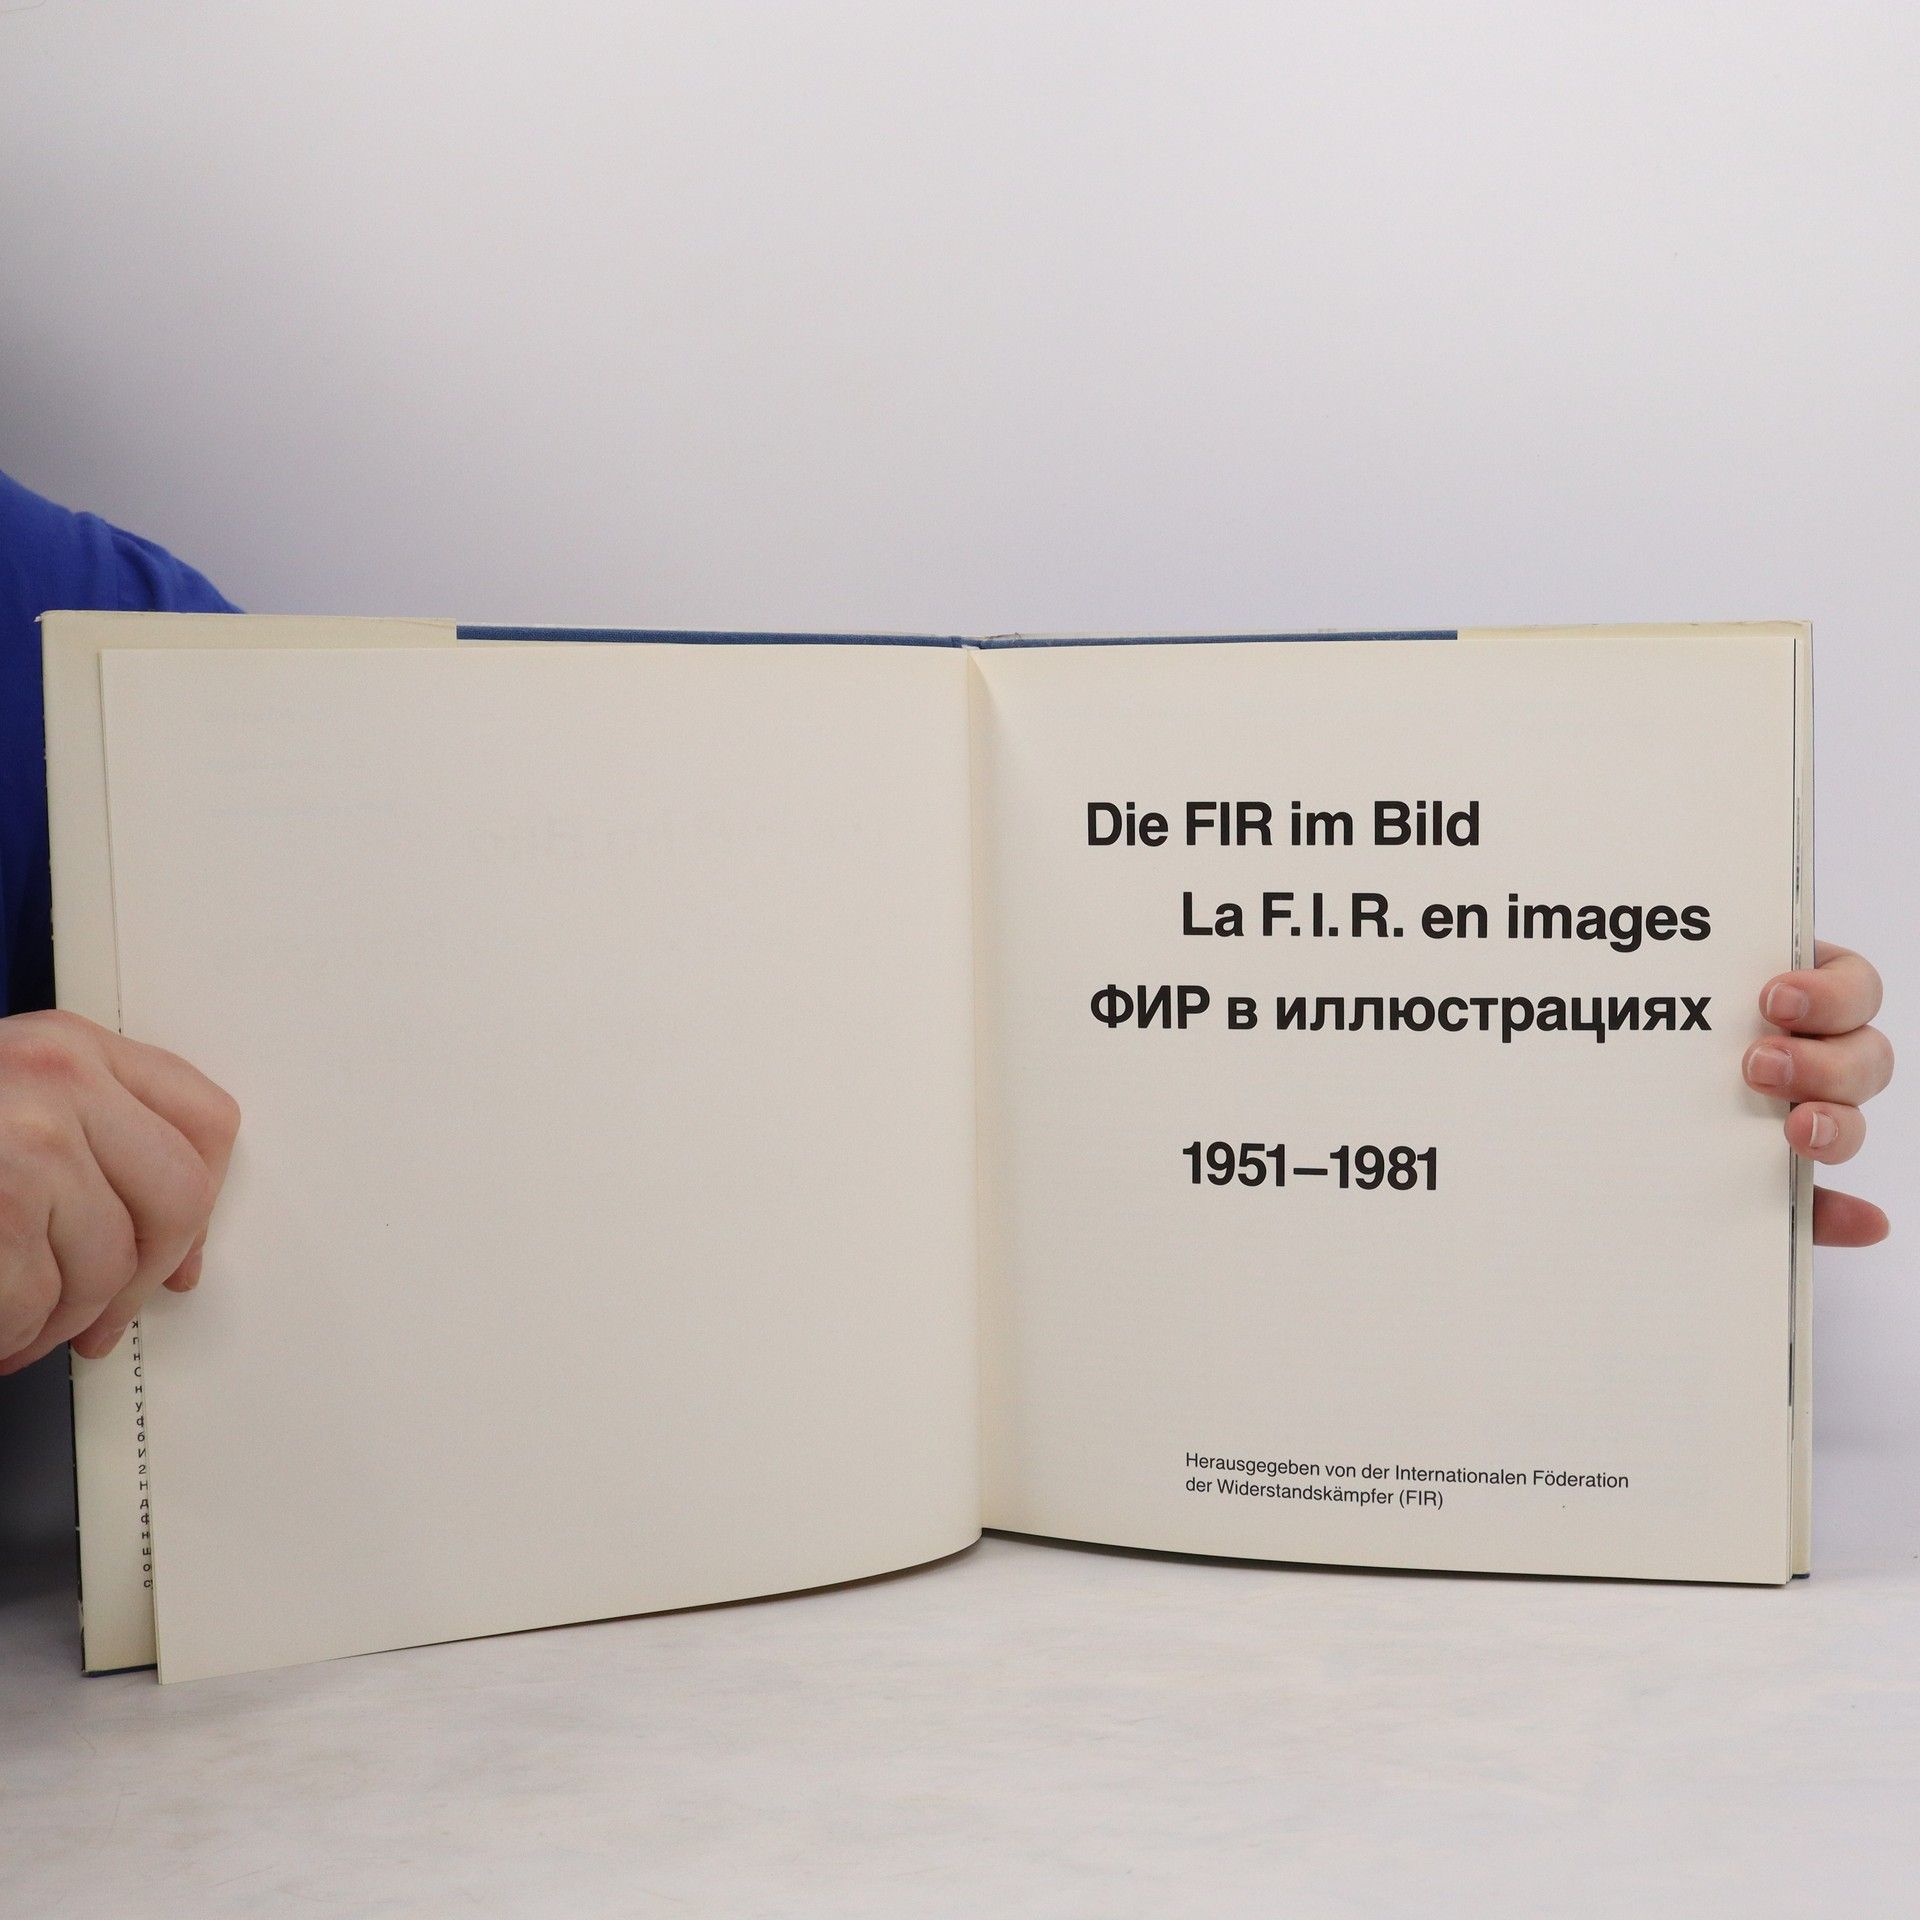 Die FIR im Bild
La F.I.R. en images
ФИР в иллюстрациях
1951–1981
Herausgegeben von der Internationalen Föderation
der Widerstandskämpfer (FIR)